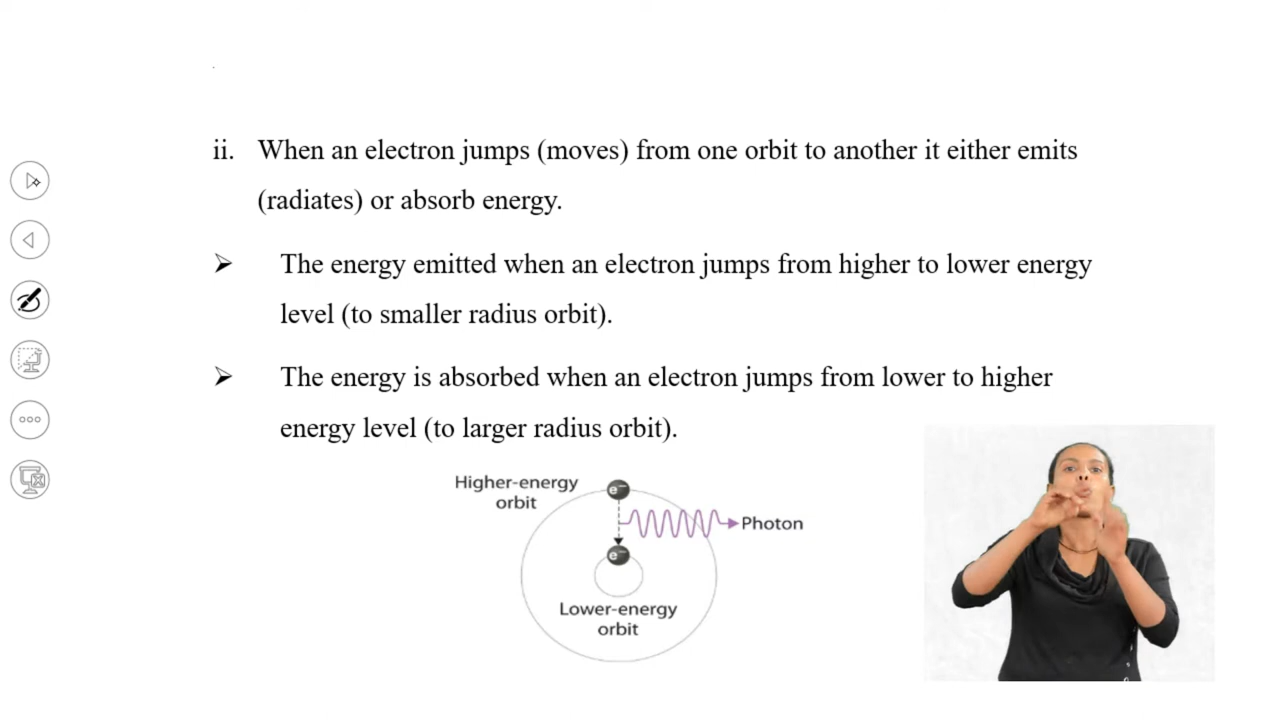 ii. When an electron jumps (moves) from one orbit to another it either emits
(radiates) or absorb energy.
➢ The energy emitted when an electron jumps from higher to lower energy
level (to smaller radius orbit).
➢ The energy is absorbed when an electron jumps from lower to higher
energy level (to larger radius orbit).
Higher-energy
orbit
e⁻
Photon
e⁻
Lower-energy
orbit